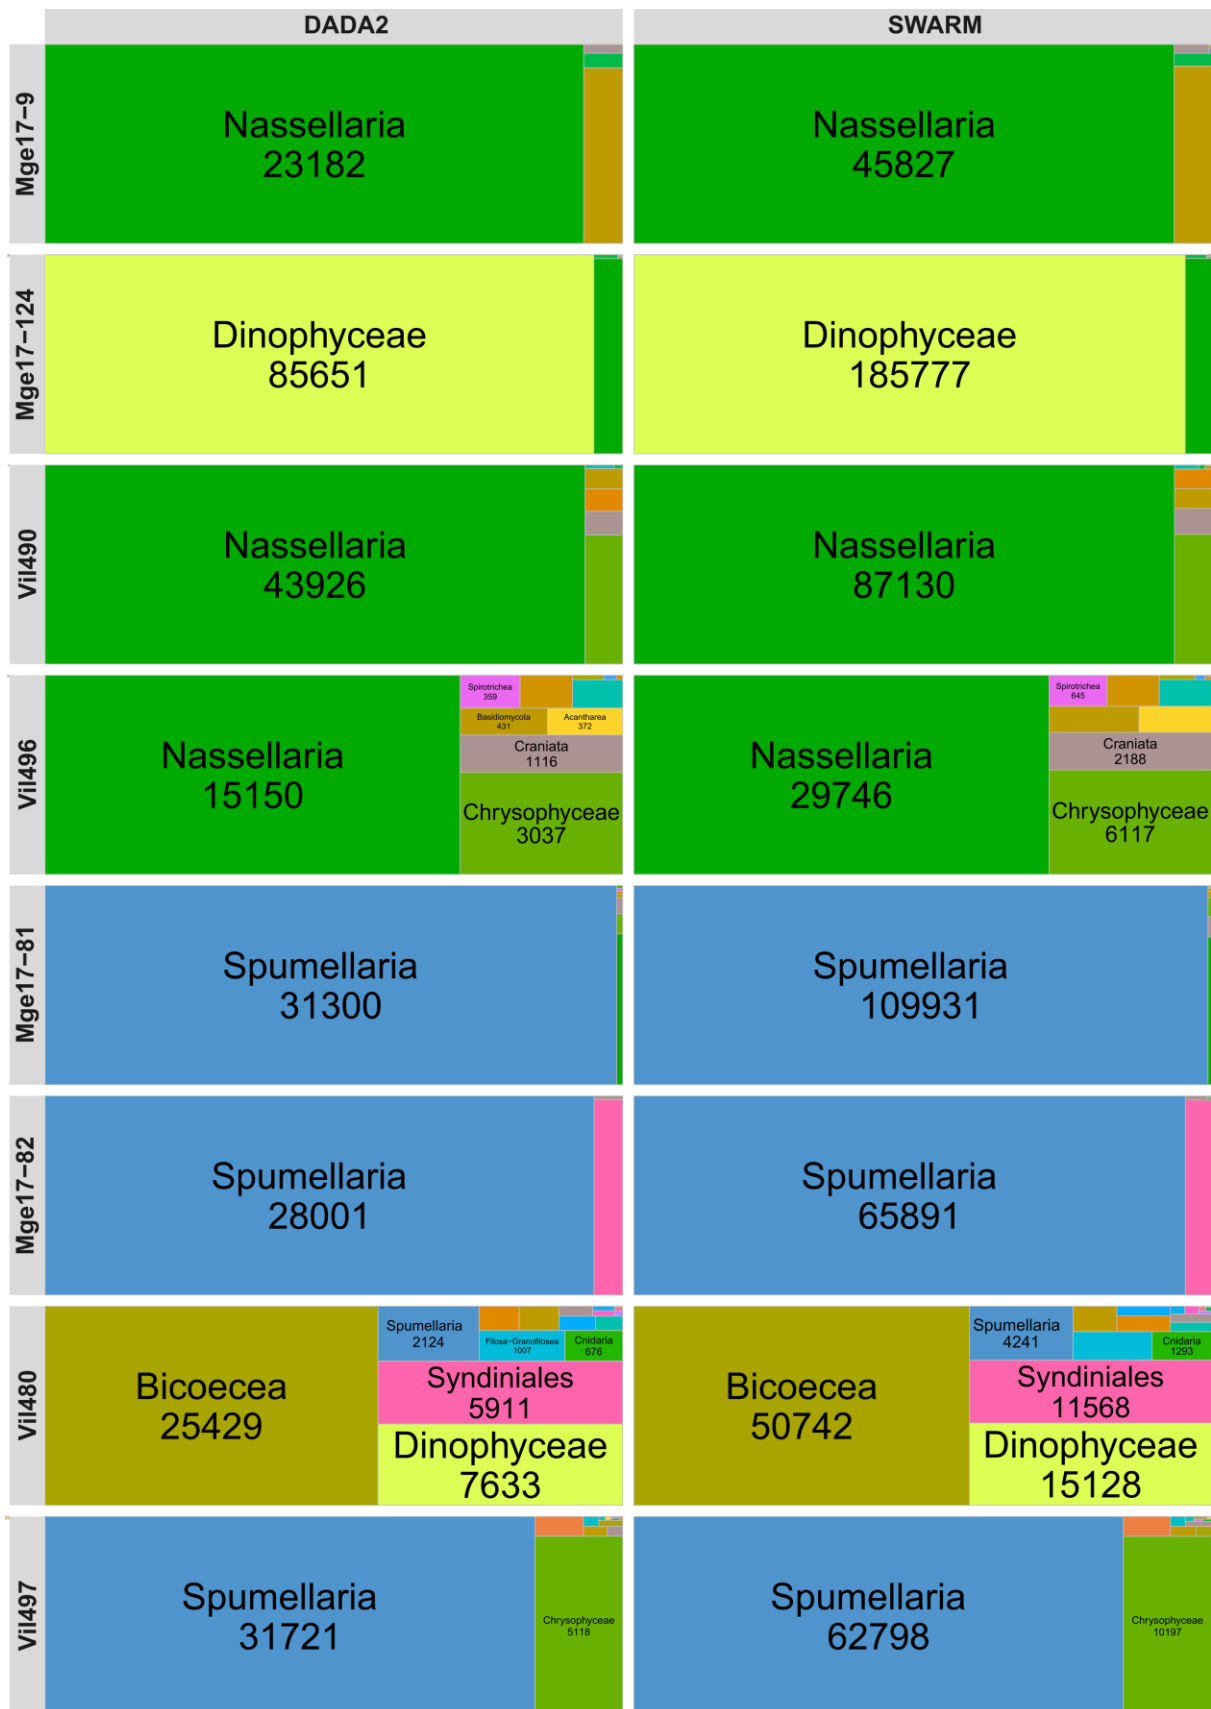 DADA2
SWARM
Mge17-9
Nassellaria
23182
Nassellaria
45827
Mge17-124
Dinophyceae
85651
Dinophyceae
185777
Vil490
Nassellaria
43926
Nassellaria
87130
Vil496
Nassellaria
15150
Spirotrichea
359
Basidiomycota
431
Acantharea
372
Craniata
1116
Chrysophyceae
3037
Nassellaria
29746
Spirotrichea
645
Craniata
2188
Chrysophyceae
6117
Mge17-81
Spumellaria
31300
Spumellaria
109931
Mge17-82
Spumellaria
28001
Spumellaria
65891
Vil480
Bicoecea
25429
Spumellaria
2124
Filosa-Granofilosea
1007
Cnidaria
676
Syndiniales
5911
Dinophyceae
7633
Bicoecea
50742
Spumellaria
4241
Cnidaria
1293
Syndiniales
11568
Dinophyceae
15128
Vil497
Spumellaria
31721
Chrysophyceae
5118
Spumellaria
62798
Chrysophyceae
10197